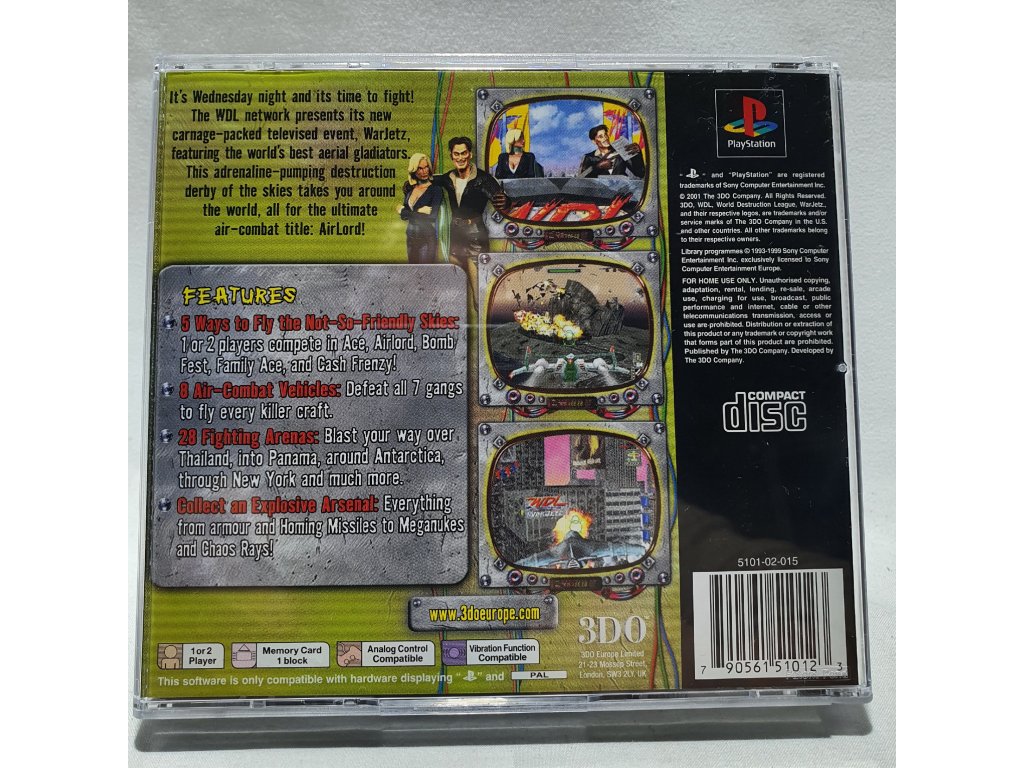 It's Wednesday night and its time to fight!
The WDL network presents its new
carnage-packed televised event, WarJetz,
featuring the world's best aerial gladiators.
This adrenaline-pumping destruction
derby of the skies takes you around
the world, all for the ultimate
air-combat title: AirLord!
FEATURES
5 Ways to Fly the Not-So-Friendly Skies:
1 or 2 players compete in Ace, Airlord, Bomb
Fest, Family Ace, and Cash Frenzy!
8 Air-Combat Vehicles: Defeat all 7 gangs
to fly every killer craft.
28 Fighting Arenas: Blast your way over
Thailand, into Panama, around Antarctica,
through New York and much more.
Collect an Explosive Arsenal: Everything
from armour and Homing Missiles to Meganukes
and Chaos Rays!
WDL
WDL
WARJETZ
www.3doeurope.com
3DO
3DO Europe Limited
21-23 Mossop Street,
London, SW3 2LY, UK
1 or 2
Player
Memory Card
1 block
Analog Control
Compatible
Vibration Function
Compatible
This software is only compatible with hardware displaying " " and PAL
PlayStation
" " and "PlayStation" are registered
trademarks of Sony Computer Entertainment Inc.
© 2001 The 3DO Company. All Rights Reserved.
3DO, WDL, World Destruction League, WarJetz,
and their respective logos, are trademarks and/or
service marks of The 3DO Company in the U.S.
and other countries. All other trademarks belong
to their respective owners.
Library programmes © 1993-1999 Sony Computer
Entertainment Inc. exclusively licensed to Sony
Computer Entertainment Europe.
FOR HOME USE ONLY. Unauthorised copying,
adaptation, rental, lending, re-sale, arcade
use, charging for use, broadcast, public
performance and internet, cable or other
telecommunications transmission, access or
use are prohibited. Distribution or extraction of
this product or any trademark or copyright work
that forms part of this product are prohibited.
Published by The 3DO Company. Developed by
The 3DO Company.
COMPACT
disc
5101-02-015
7 90561 51012 3